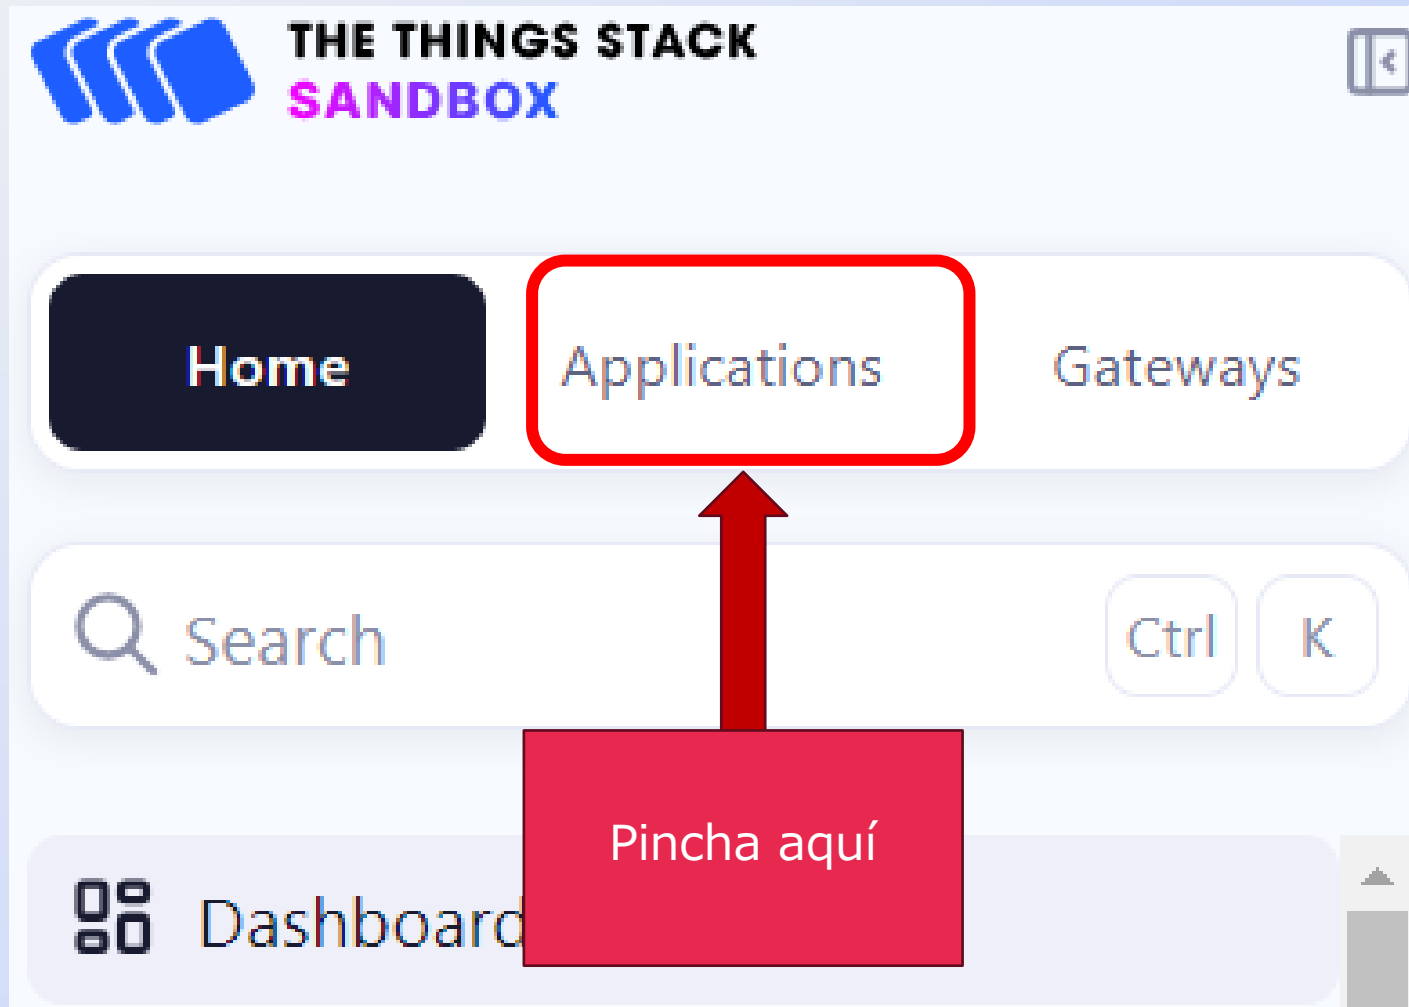 THE THINGS STACK
SANDBOX
Home Applications Gateways
Search Ctrl K
Pincha aquí
Dashboard